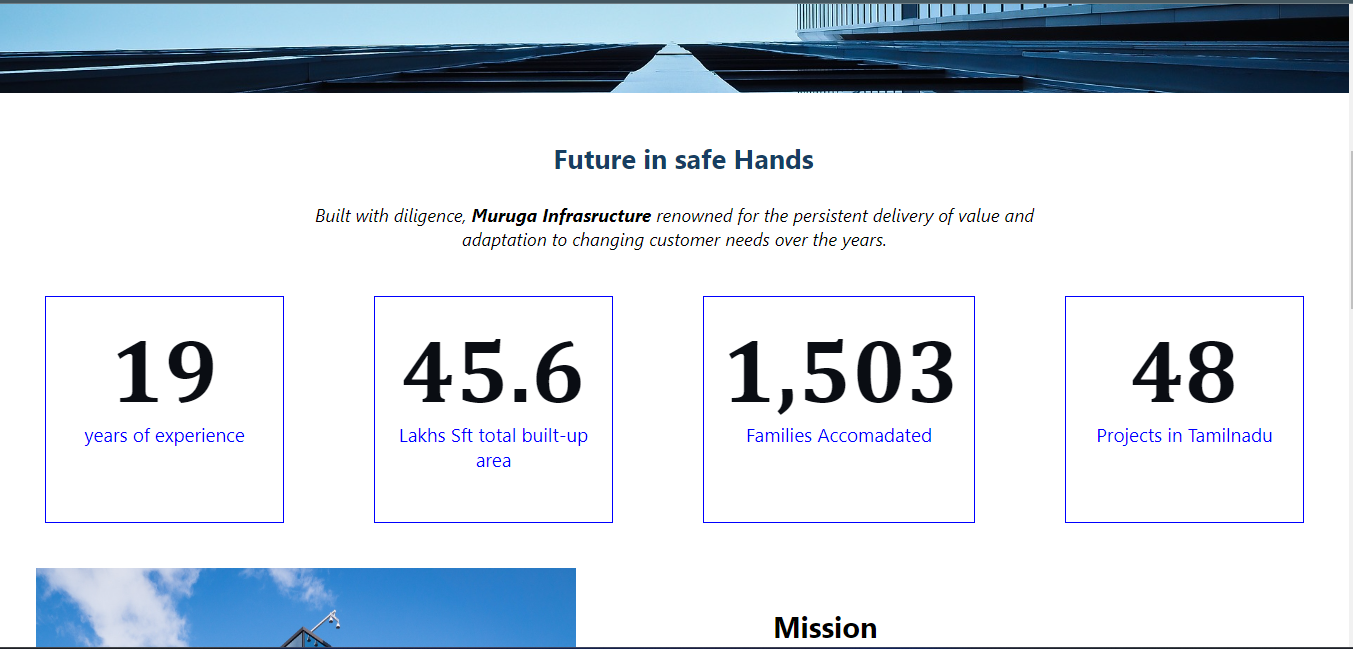 Future in safe Hands
Built with diligence, Muruga Infrasructure renowned for the persistent delivery of value and
adaptation to changing customer needs over the years.
19
years of experience
45.6
Lakhs Sft total built-up
area
1,503
Families Accomadated
48
Projects in Tamilnadu
Mission